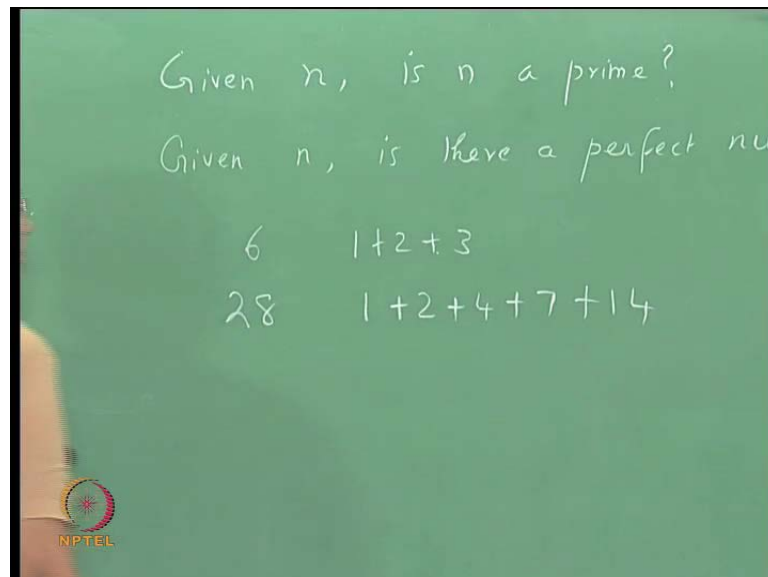 Given n, is n a prime?
Given n, is there a perfect nu
6 1+2+3
28 1+2+4+7+14
NPTEL